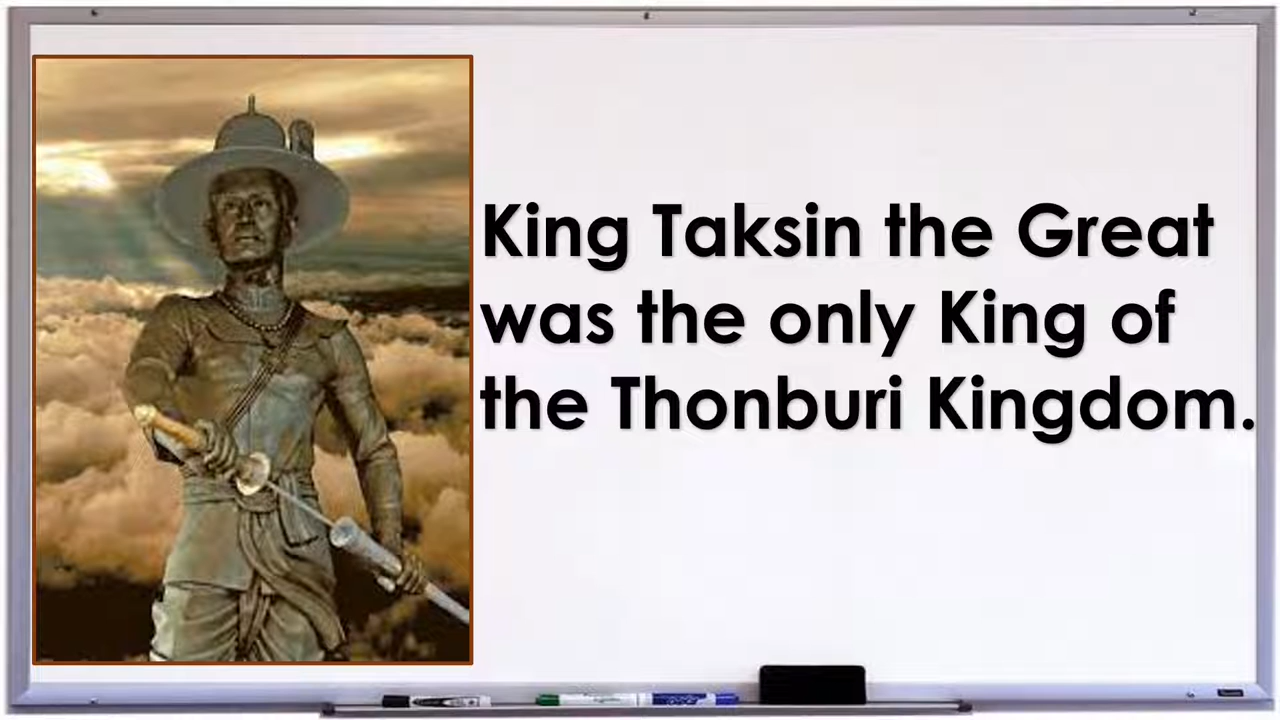 King Taksin the Great
was the only King of
the Thonburi Kingdom.